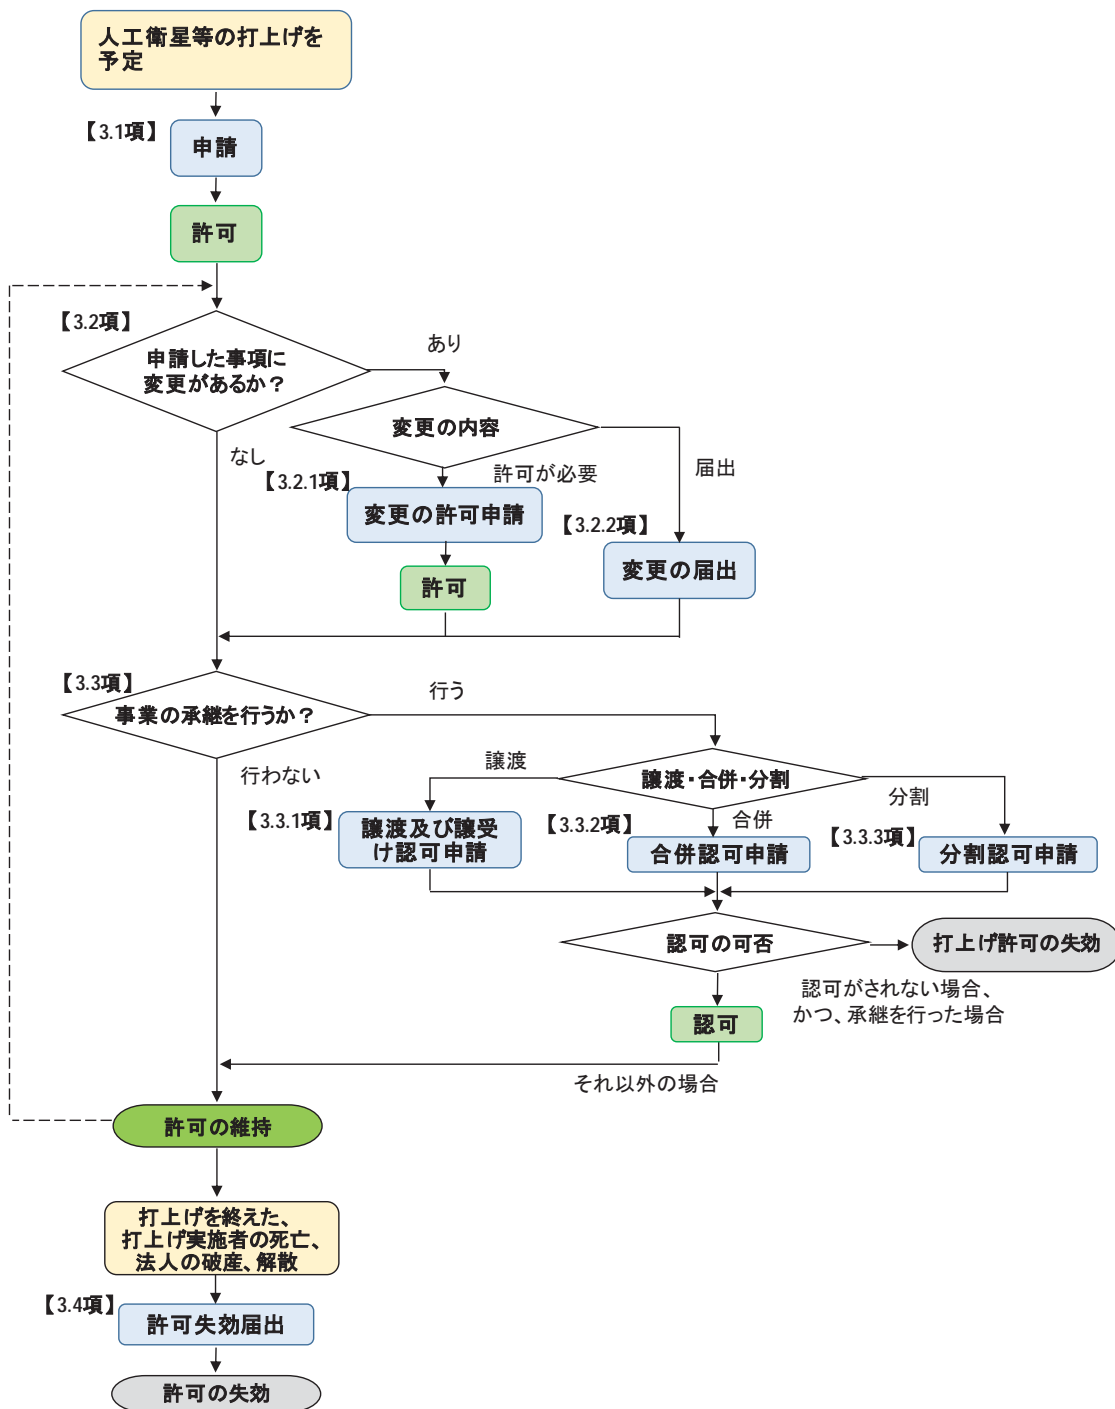 人工衛星等の打上げを
予定
【3.1項】
申請
許可
【3.2項】
申請した事項に
変更があるか？
あり
変更の内容
なし
許可が必要
届出
【3.2.1項】
変更の許可申請
【3.2.2項】
変更の届出
許可
【3.3項】
事業の承継を行うか？
行う
行わない
譲渡
譲渡・合併・分割
分割
合併
【3.3.1項】
譲渡及び譲受
け認可申請
【3.3.2項】
合併認可申請
【3.3.3項】
分割認可申請
認可の可否
打上げ許可の失効
認可がされない場合、
かつ、承継を行った場合
認可
それ以外の場合
許可の維持
打上げを終えた、
打上げ実施者の死亡、
法人の破産、解散
【3.4項】
許可失効届出
許可の失効